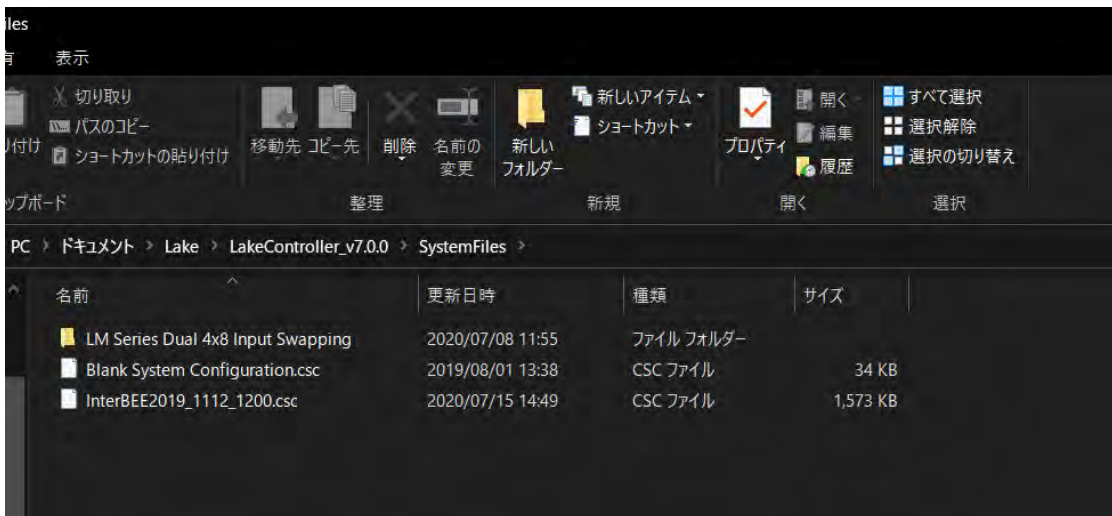 iles
有 表示
切り取り
パスのコピー
ショートカットの貼り付け
り付け
移動先 コピー先 削除 名前の変更
新しいフォルダー
新しいアイテム
ショートカット
プロパティ
開く
編集
履歴
すべて選択
選択解除
選択の切り替え
ップボード 整理 新規 開く 選択
PC > ドキュメント > Lake > LakeController_v7.0.0 > SystemFiles >
名前 更新日時 種類 サイズ
LM Series Dual 4x8 Input Swapping 2020/07/08 11:55 ファイル フォルダー
Blank System Configuration.csc 2019/08/01 13:38 CSC ファイル 34 KB
InterBEE2019_1112_1200.csc 2020/07/15 14:49 CSC ファイル 1,573 KB